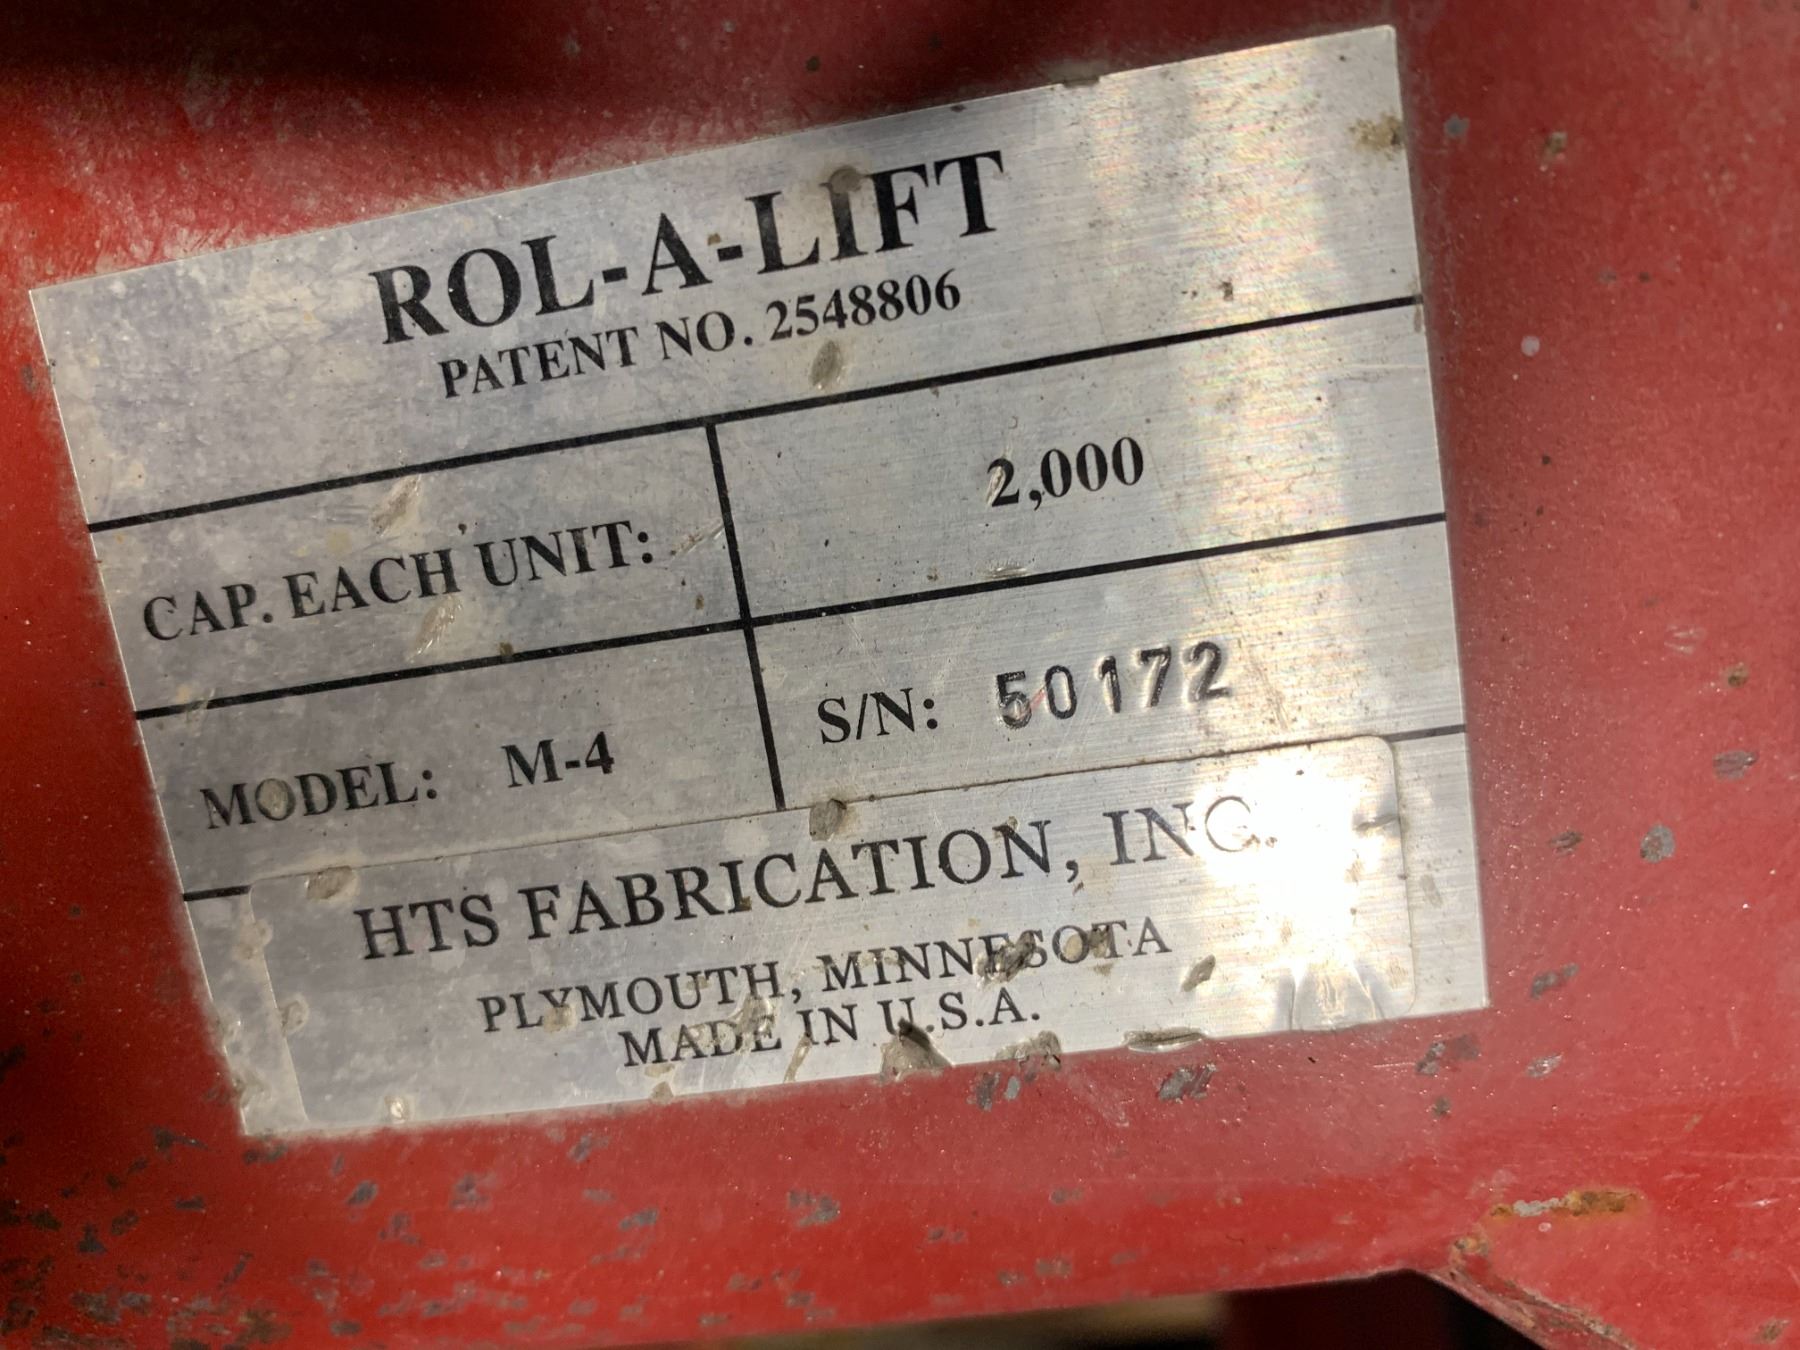 ROL-A-LIFT
PATENT NO. 2548806
CAP. EACH UNIT: 2,000
MODEL: M-4 S/N: 50172
HTS FABRICATION, INC.
PLYMOUTH, MINNESOTA
MADE IN U.S.A.